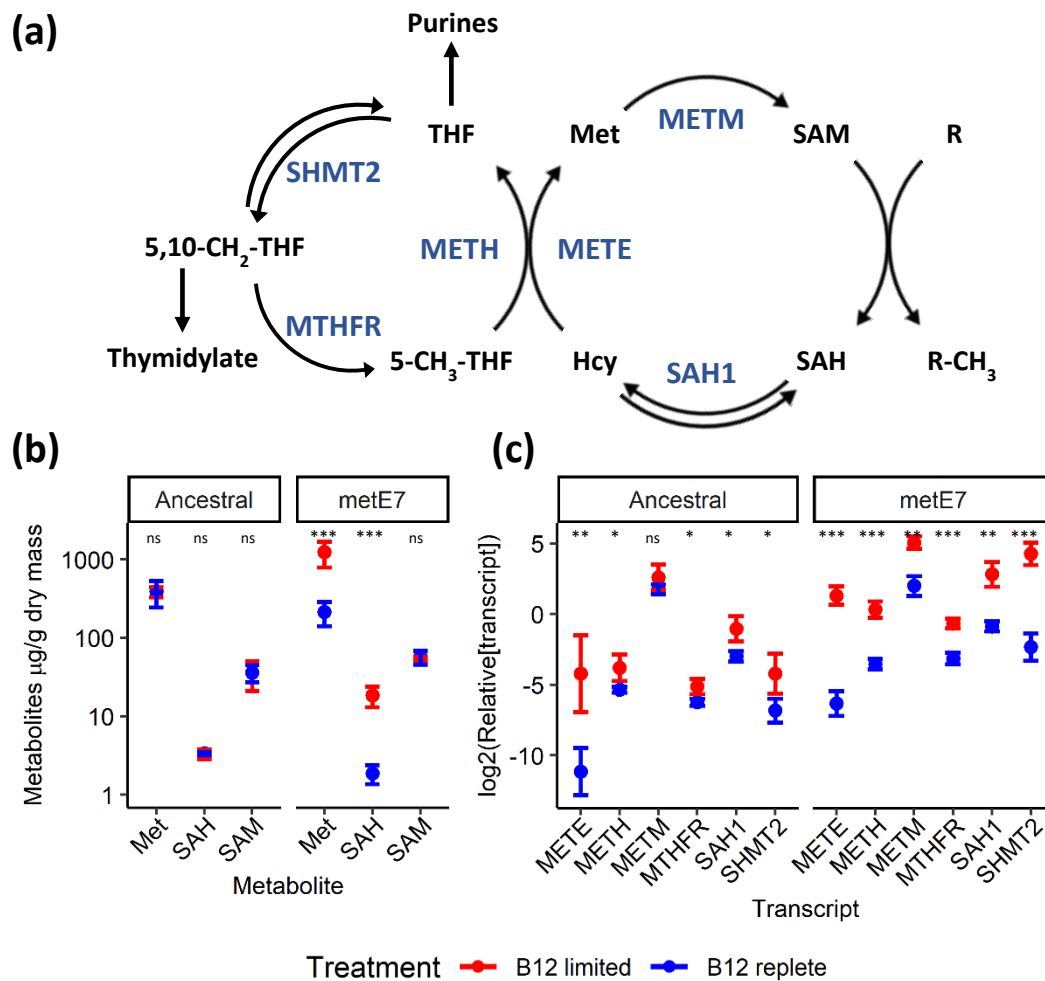 (a)
Purines
THF
Met
METM
SAM
R
SHMT2
5,10-CH₂-THF
METH
METE
MTHFR
Thymidylate
5-CH₃-THF
Hcy
SAH1
SAH
R-CH₃
(b)
Ancestral
metE7
ns ns ns *** *** ns
Metabolites µg/g dry mass
1000
100
10
1
Met SAH SAM Met SAH SAM
Metabolite
(c)
Ancestral
metE7
** * ns * * * *** *** ** *** ** ***
log2(Relative[transcript])
5
0
-5
-10
METE METH METM MTHFR SAH1 SHMT2 METE METH METM MTHFR SAH1 SHMT2
Transcript
Treatment B12 limited B12 replete